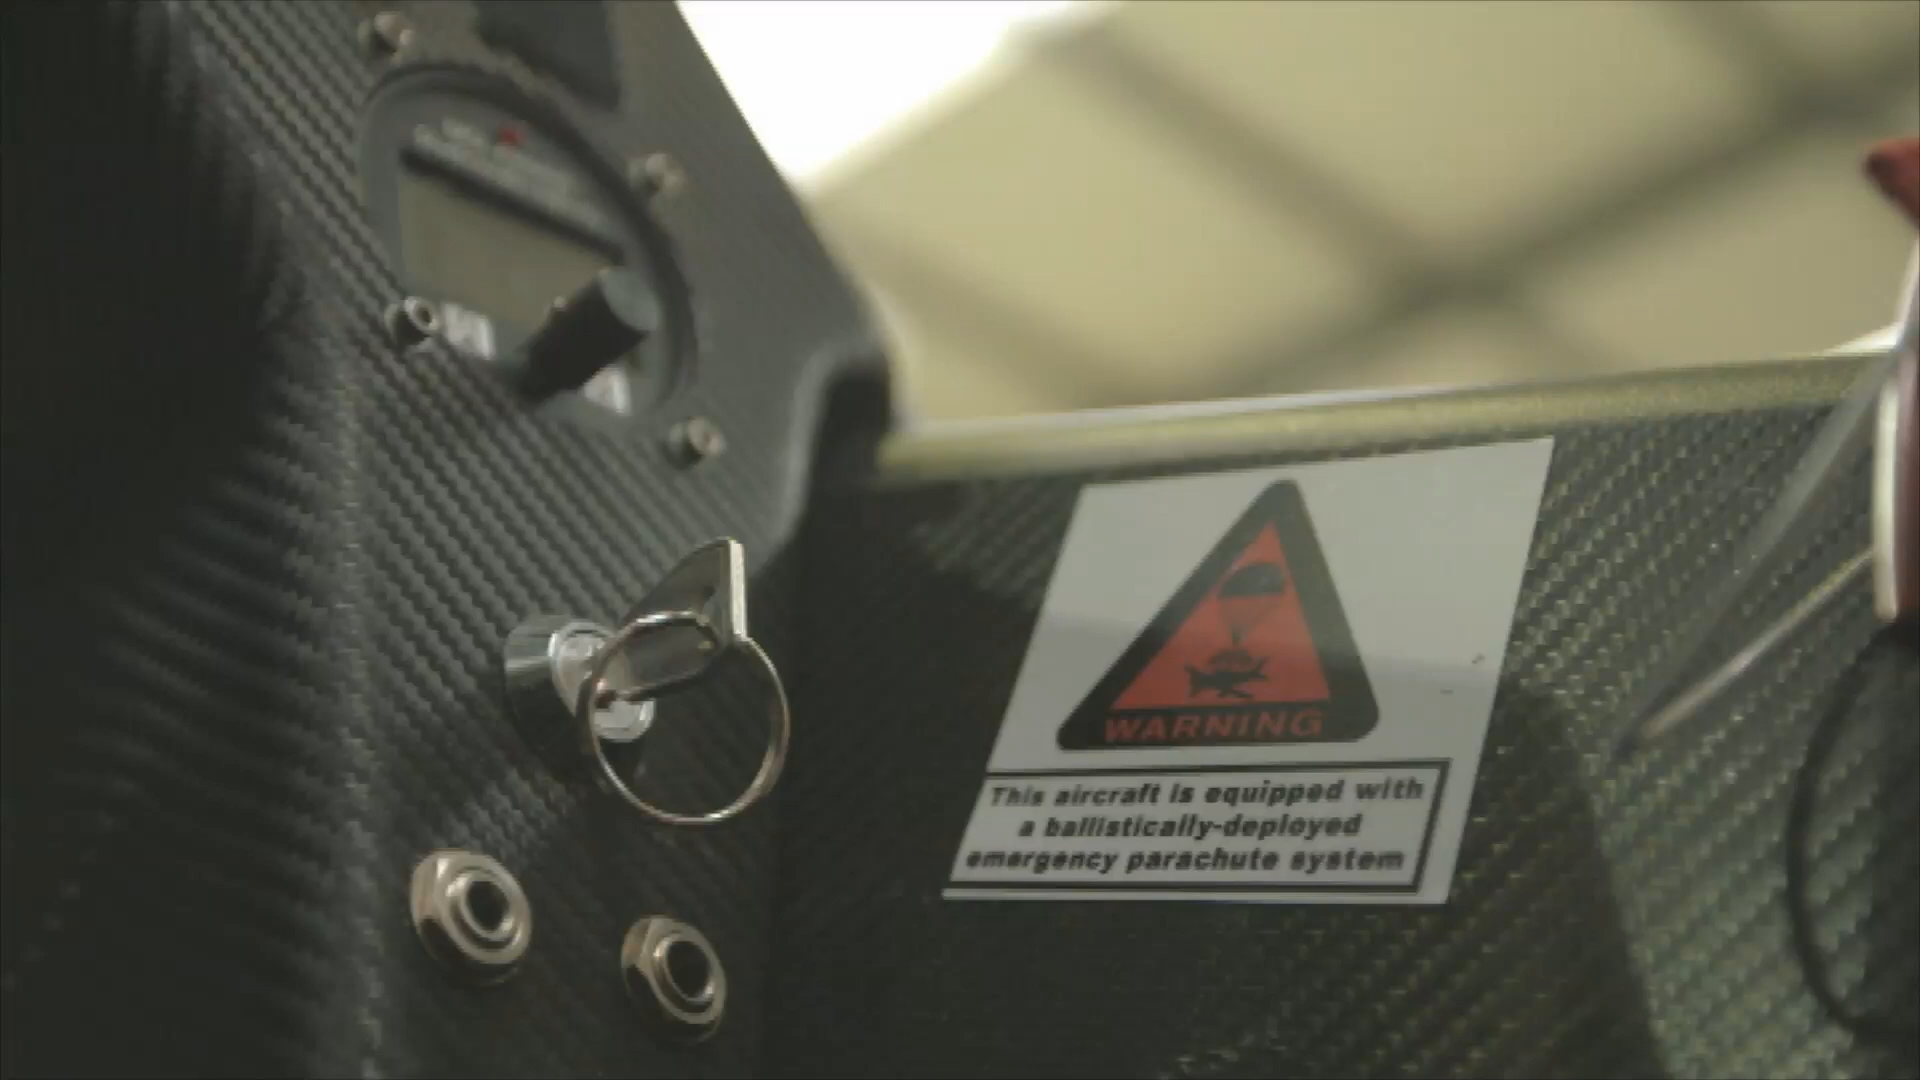 WARNING
This aircraft is equipped with
a ballistically-deployed
emergency parachute system